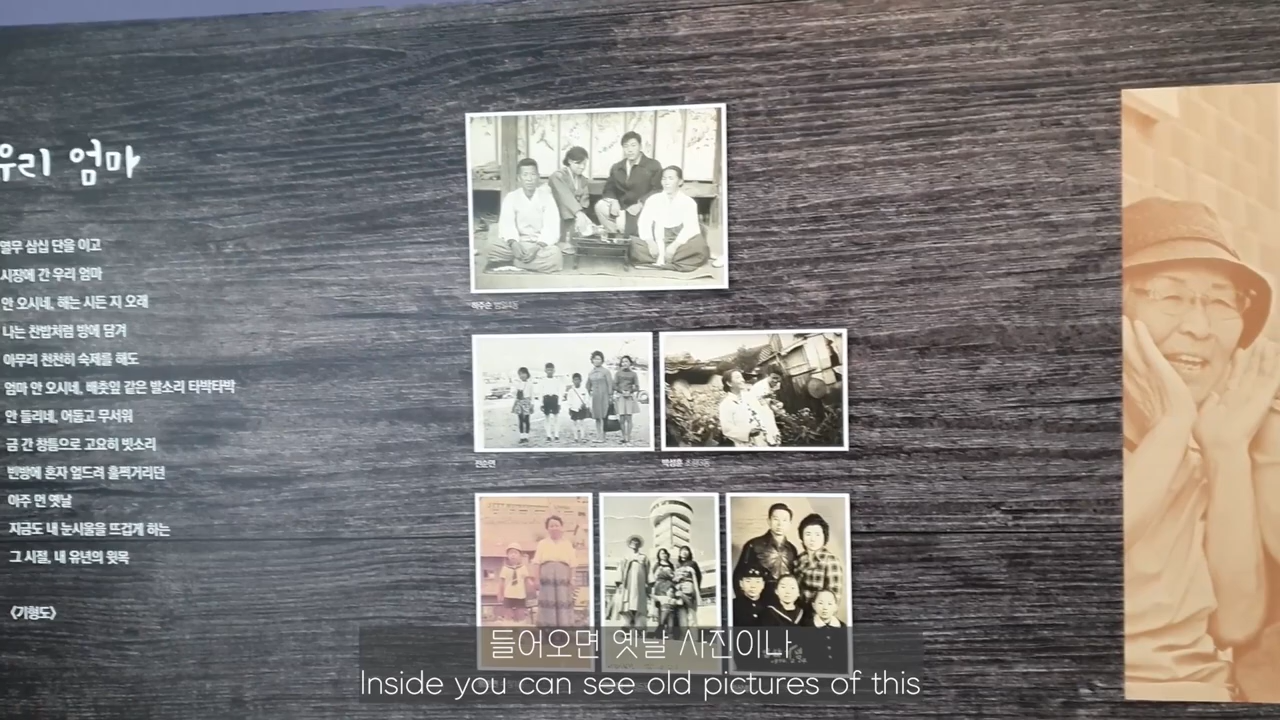 우리 엄마
열무 삼십 단을 이고
시장에 간 우리 엄마
안 오시네, 해는 시든 지 오래
나는 찬밥처럼 방에 담겨
아무리 천천히 숙제를 해도
엄마 안 오시네, 배춧잎 같은 발소리 타박타박
안 들리네, 어둡고 무서워
금 간 창틈으로 고요히 빗소리
빈방에 혼자 엎드려 훌쩍거리던
아주 먼 옛날
지금도 내 눈시울을 뜨겁게 하는
그 시절, 내 유년의 윗목
《기형도》
들어오면 옛날 사진이나
Inside you can see old pictures of this